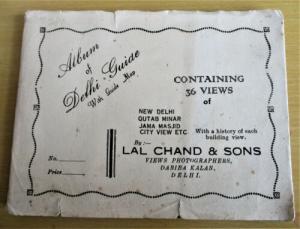 Album
of
Delhi Guide
With Guide Map
CONTAINING
36 VIEWS
of
NEW DELHI
QUTAB MINAR
JAMA MASJID
CITY VIEW ETC.
With a history of each
building view.
By:—
LAL CHAND & SONS
VIEWS PHOTOGRAPHERS,
DARIBA KALAN,
DELHI.
No.
Price